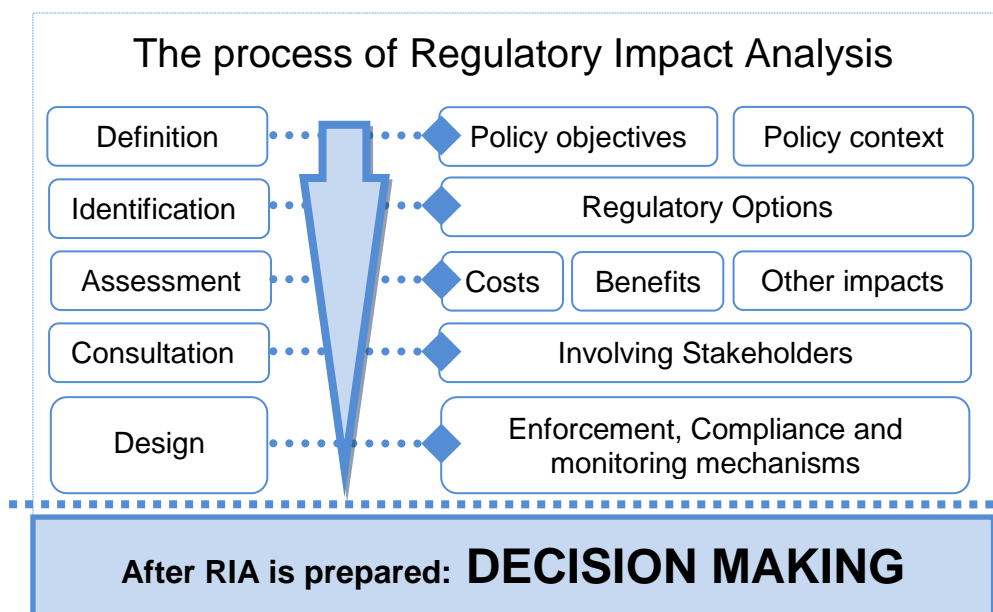 The process of Regulatory Impact Analysis
Definition
Policy objectives
Policy context
Identification
Regulatory Options
Assessment
Costs
Benefits
Other impacts
Consultation
Involving Stakeholders
Design
Enforcement, Compliance and
monitoring mechanisms
After RIA is prepared: DECISION MAKING